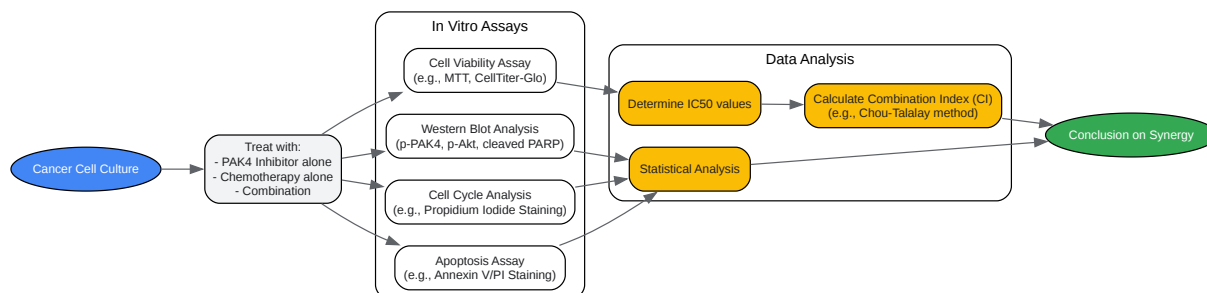 Cancer Cell Culture
Treat with:
- PAK4 Inhibitor alone
- Chemotherapy alone
- Combination
In Vitro Assays
Cell Viability Assay
(e.g., MTT, CellTiter-Glo)
Western Blot Analysis
(p-PAK4, p-Akt, cleaved PARP)
Cell Cycle Analysis
(e.g., Propidium Iodide Staining)
Apoptosis Assay
(e.g., Annexin V/PI Staining)
Data Analysis
Determine IC50 values
Calculate Combination Index (CI)
(e.g., Chou-Talalay method)
Statistical Analysis
Conclusion on Synergy